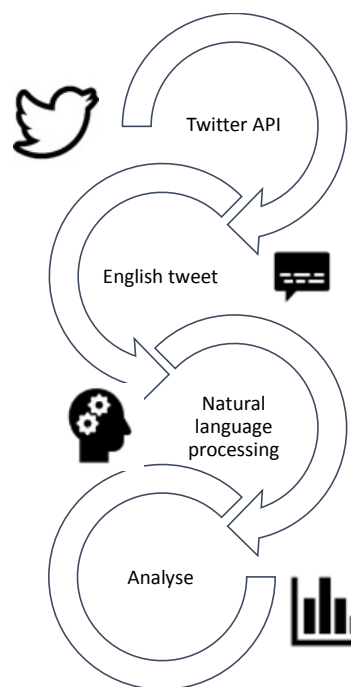 Twitter API
English tweet
Natural
language
processing
Analyse